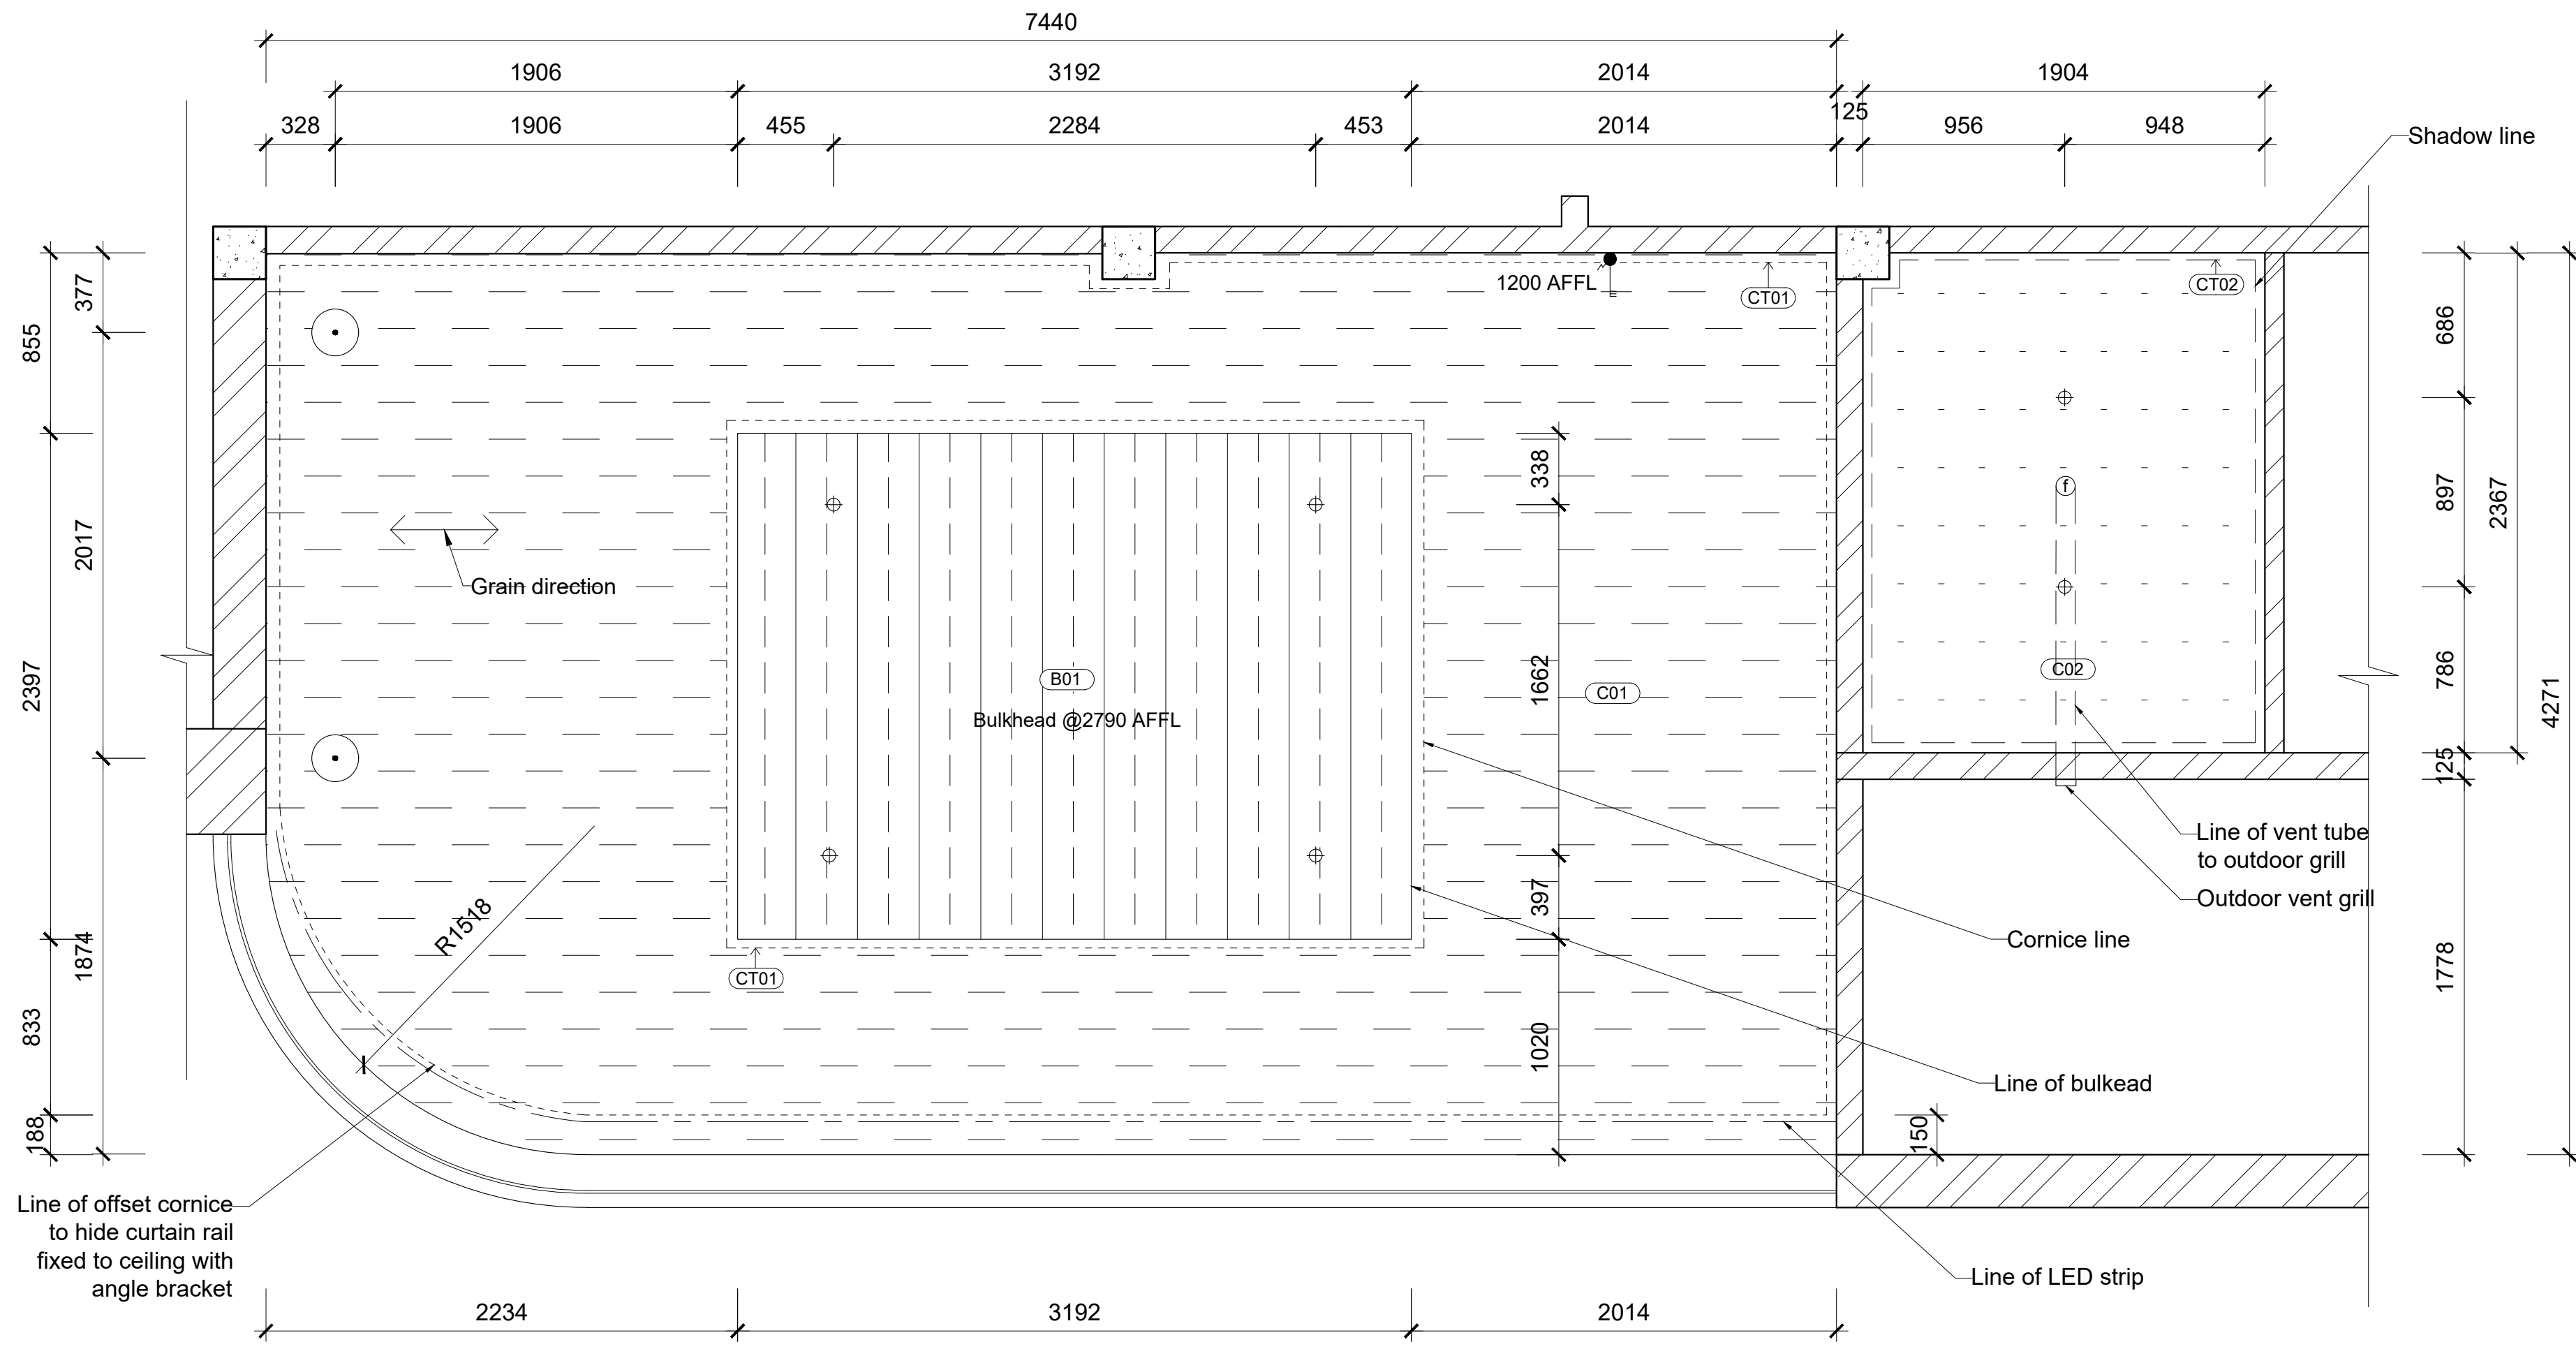 7440
1906
3192
2014
1904
125
328
1906
455
2284
453
2014
956
948
Shadow line
377
855
2017
2397
1874
833
188
1200 AFFL
CT01
CT02
686
897
2367
786
4271
125
1778
338
1662
397
1020
Grain direction
B01
Bulkhead @2790 AFFL
C01
f
C02
R1518
CT01
Line of vent tube
to outdoor grill
Outdoor vent grill
Cornice line
Line of bulkead
150
Line of offset cornice
to hide curtain rail
fixed to ceiling with
angle bracket
Line of LED strip
2234
3192
2014